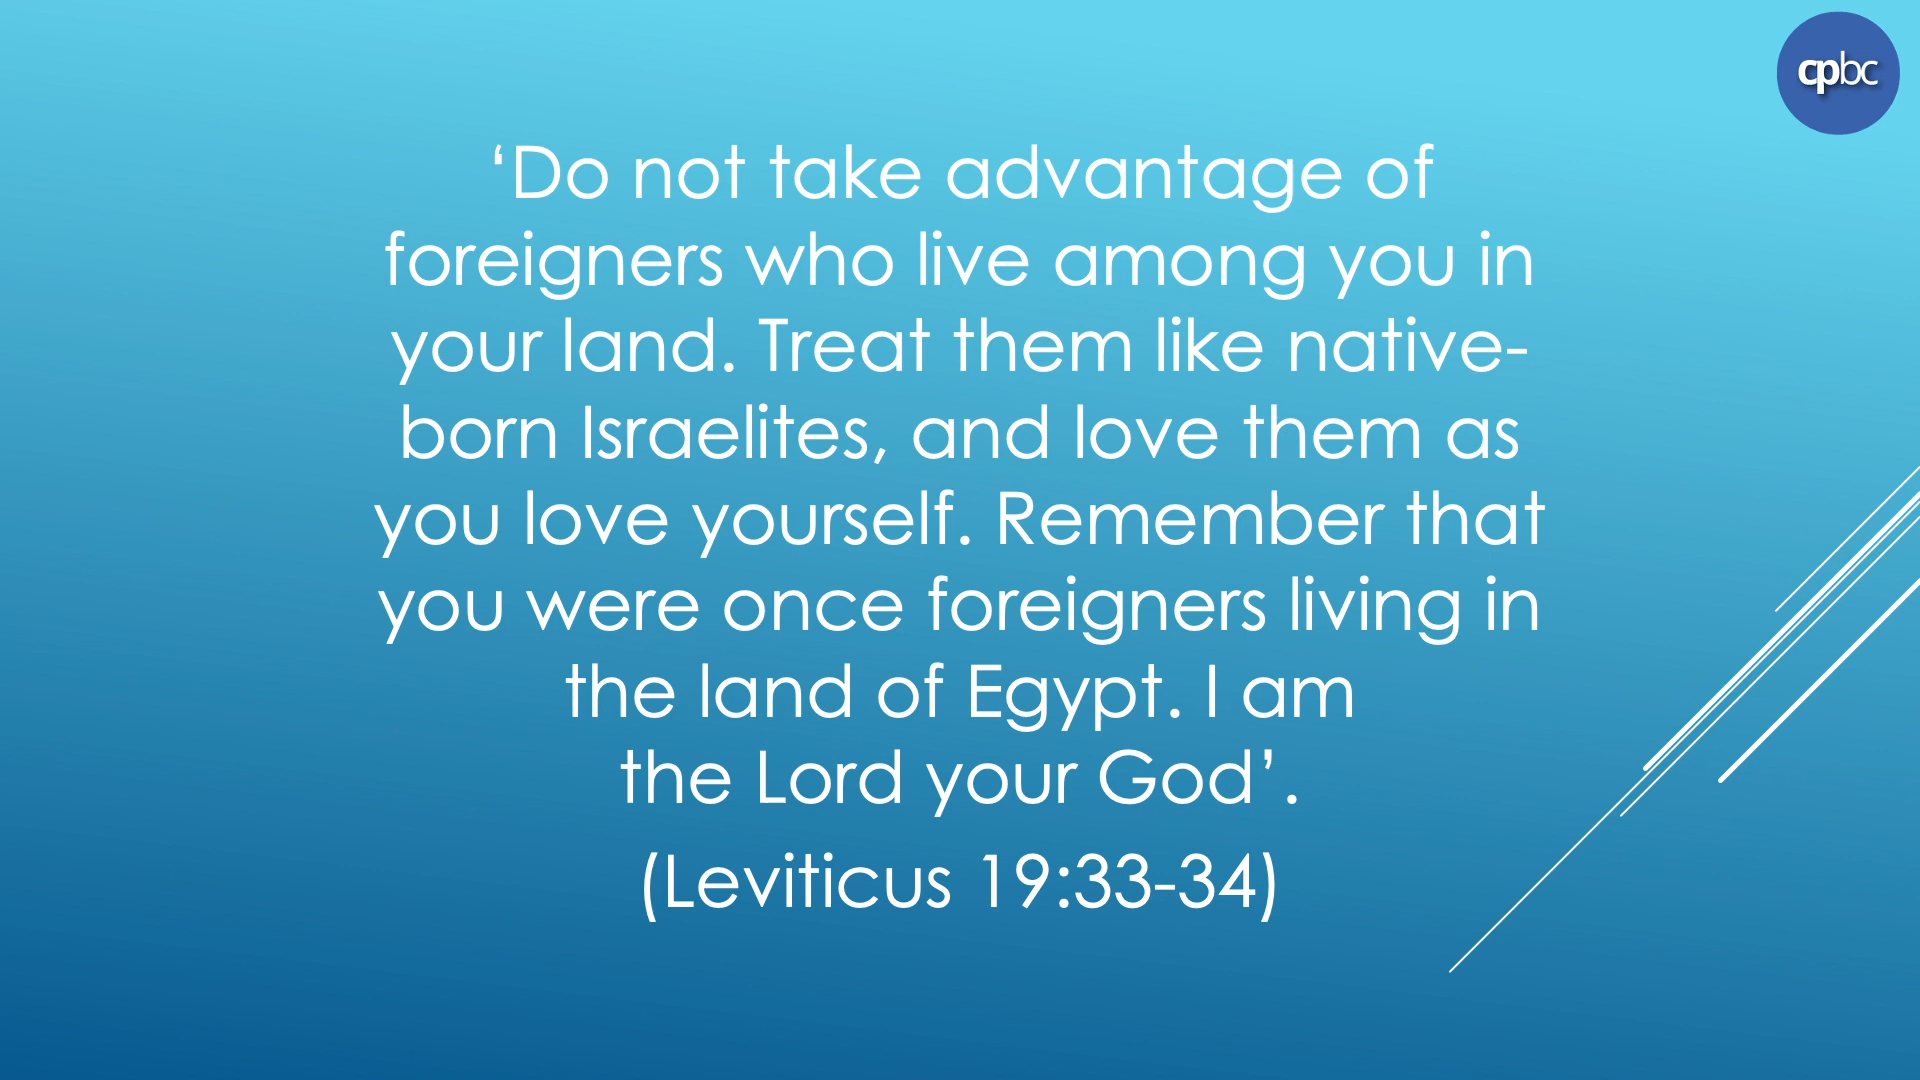 cpbc
‘Do not take advantage of
foreigners who live among you in
your land. Treat them like native-
born Israelites, and love them as
you love yourself. Remember that
you were once foreigners living in
the land of Egypt. I am
the Lord your God’.
(Leviticus 19:33-34)